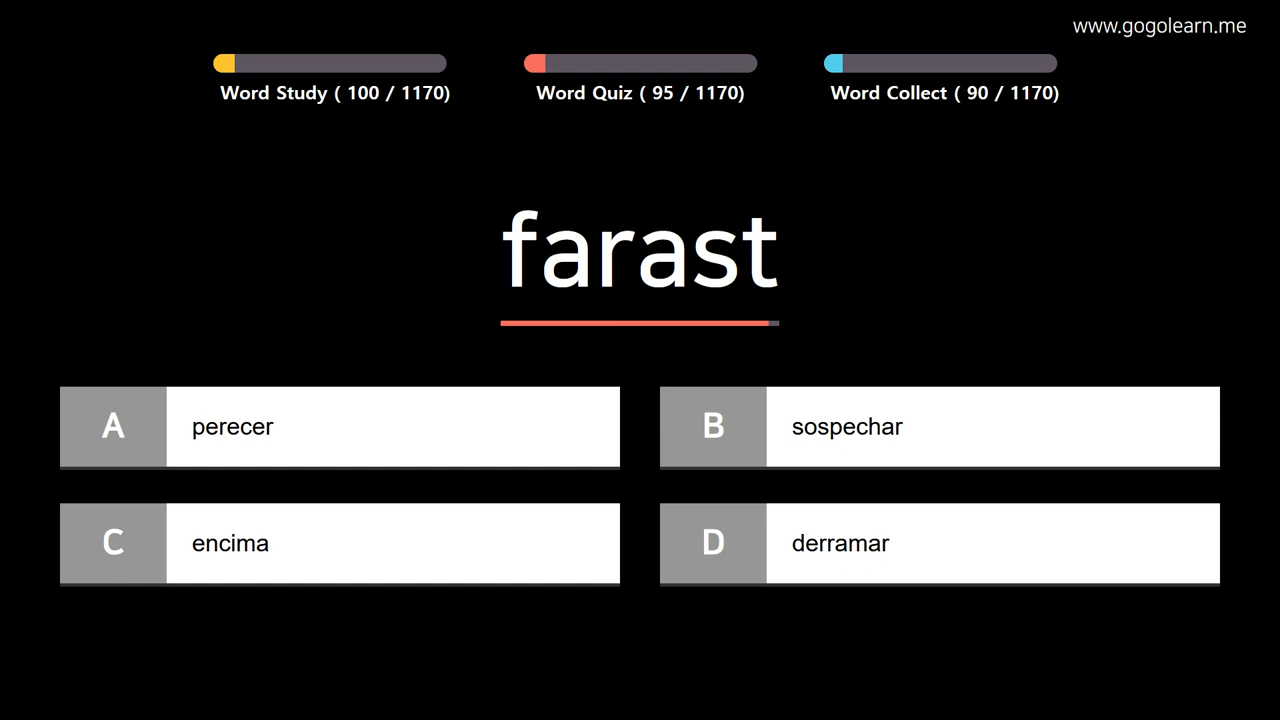 www.gogolearn.me
Word Study ( 100 / 1170)
Word Quiz ( 95 / 1170)
Word Collect ( 90 / 1170)
farast
A perecer
B sospechar
C encima
D derramar